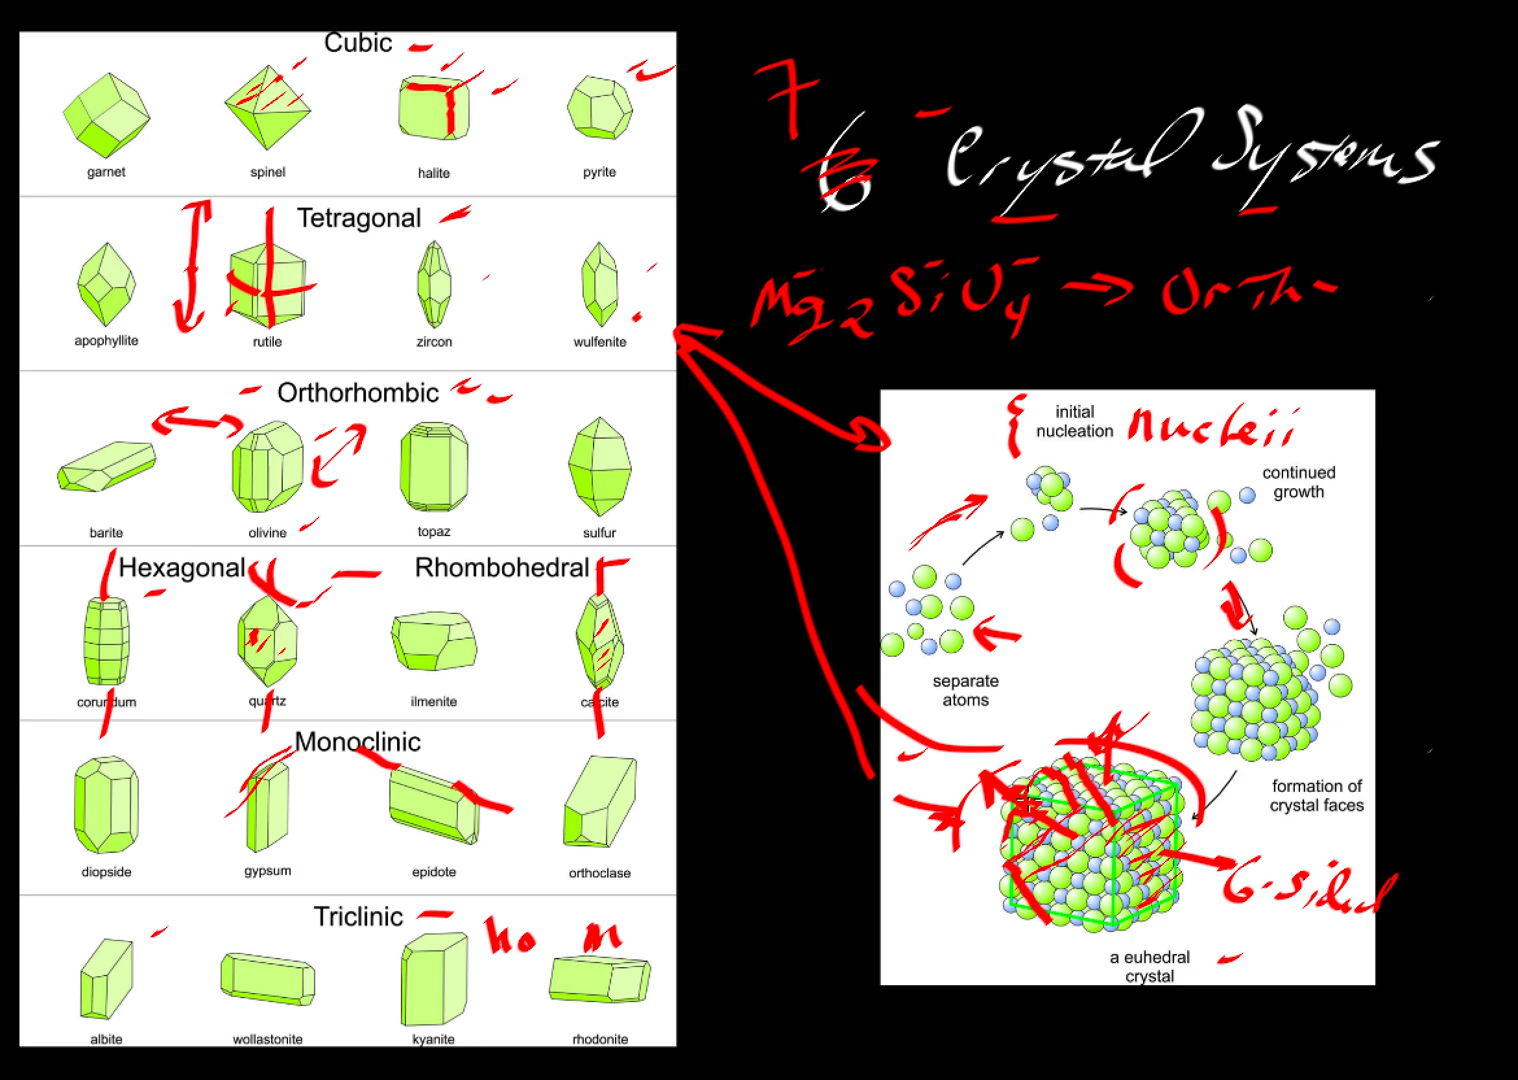 Cubic
garnet spinel halite pyrite
Tetragonal
apophyllite rutile zircon wulfenite
Orthorhombic
barite olivine topaz sulfur
Hexagonal Rhombohedral
corundum quartz ilmenite calcite
Monoclinic
diopside gypsum epidote orthoclase
Triclinic
no m
albite wollastonite kyanite rhodonite
7
6 - Crystal Systems
Mg2SiO4 → Orth-
initial
nucleation
nucleii
continued
growth
separate
atoms
formation of
crystal faces
6-sided
a euhedral
crystal